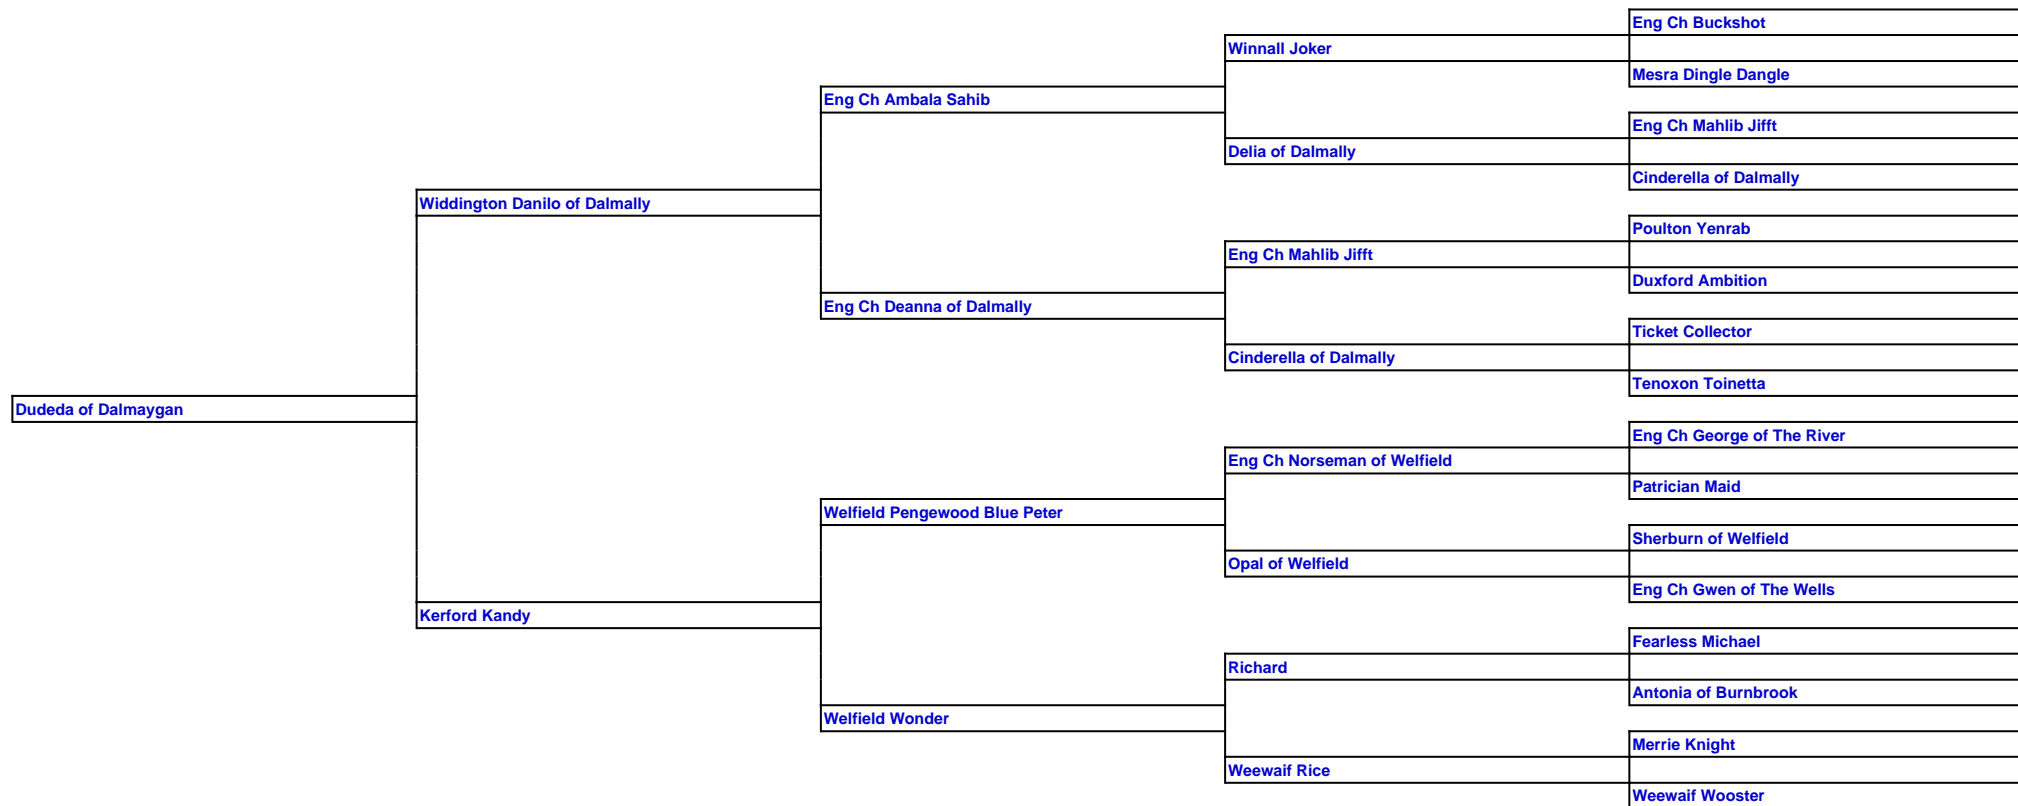 Eng Ch Buckshot
Winnall Joker
Mesra Dingle Dangle
Eng Ch Ambala Sahib
Eng Ch Mahlib Jifft
Delia of Dalmally
Cinderella of Dalmally
Widdington Danilo of Dalmally
Poulton Yenrab
Eng Ch Mahlib Jifft
Duxford Ambition
Eng Ch Deanna of Dalmally
Ticket Collector
Cinderella of Dalmally
Tenoxon Toinetta
Dudeda of Dalmaygan
Eng Ch George of The River
Eng Ch Norseman of Welfield
Patrician Maid
Welfield Pengewood Blue Peter
Sherburn of Welfield
Opal of Welfield
Eng Ch Gwen of The Wells
Kerford Kandy
Fearless Michael
Richard
Antonia of Burnbrook
Welfield Wonder
Merrie Knight
Weewaif Rice
Weewaif Wooster